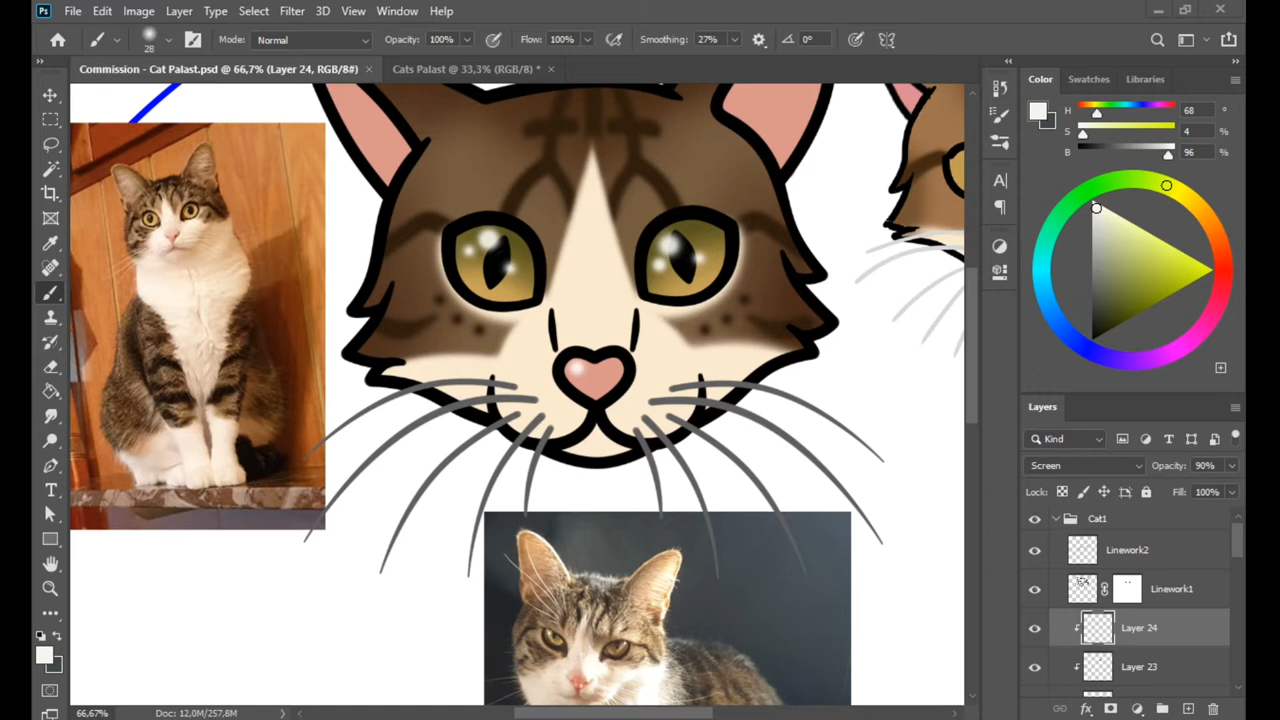 Ps File Edit Image Layer Type Select Filter 3D View Window Help
28 Mode: Normal Opacity: 100% Flow: 100% Smoothing: 27% 0°
Commission - Cat Palast.psd @ 66,7% (Layer 24, RGB/8#) × Cats Palast @ 33,3% (RGB/8) * ×
Color Swatches Libraries
H 68 °
S 4 %
B 96 %
Layers
Kind
Screen Opacity: 90%
Lock: Fill: 100%
Cat1
Linework2
Linework1
Layer 24
Layer 23
66,67% Doc: 12,0M/257,8M